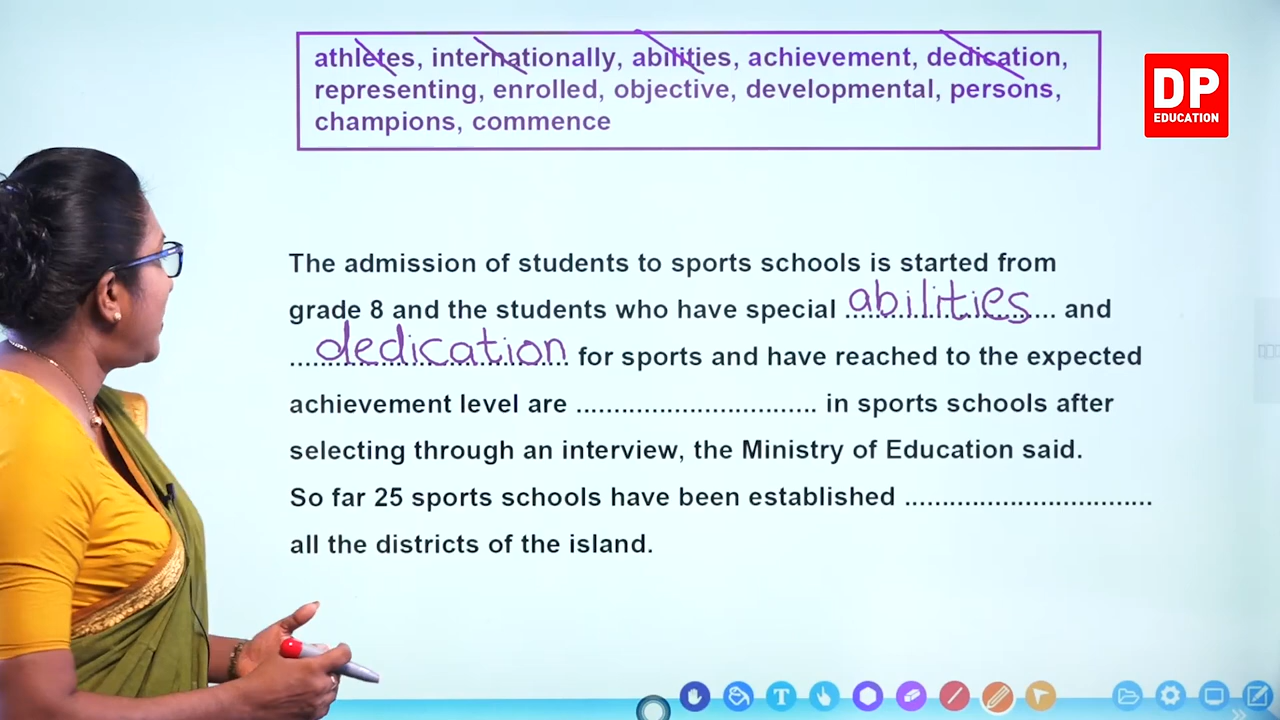 athletes, internationally, abilities, achievement, dedication,
representing, enrolled, objective, developmental, persons,
champions, commence
DP
EDUCATION
The admission of students to sports schools is started from
grade 8 and the students who have special abilities and
dedication for sports and have reached to the expected
achievement level are ................................ in sports schools after
selecting through an interview, the Ministry of Education said.
So far 25 sports schools have been established .................................
all the districts of the island.